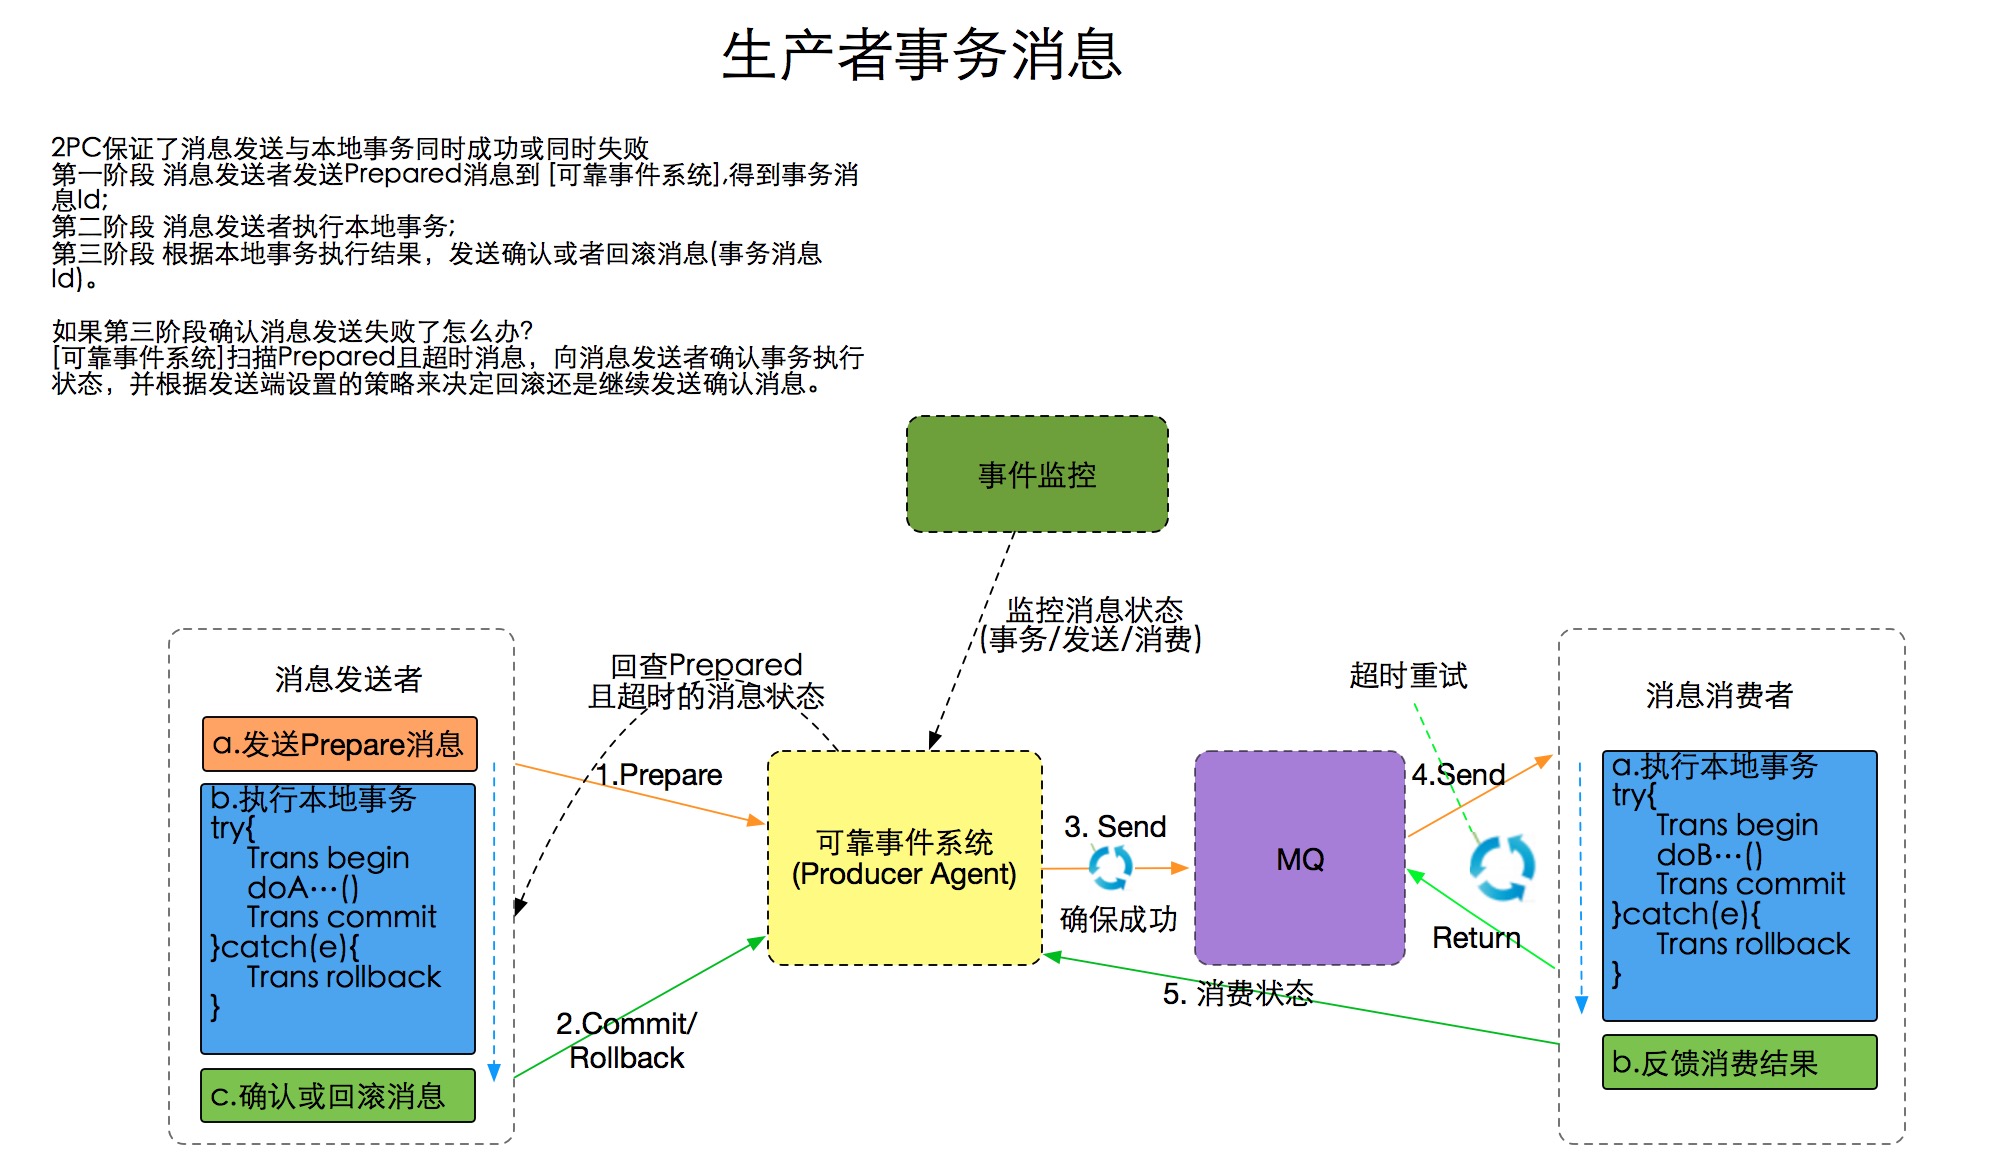 生产者事务消息
2PC保证了消息发送与本地事务同时成功或同时失败
第一阶段 消息发送者发送Prepared消息到 [可靠事件系统],得到事务消
息Id;
第二阶段 消息发送者执行本地事务;
第三阶段 根据本地事务执行结果，发送确认或者回滚消息(事务消息
Id)。
如果第三阶段确认消息发送失败了怎么办?
[可靠事件系统]扫描Prepared且超时消息，向消息发送者确认事务执行
状态，并根据发送端设置的策略来决定回滚还是继续发送确认消息。
事件监控
监控消息状态
(事务/发送/消费)
回查Prepared
且超时的消息状态
超时重试
消息发送者
a.发送Prepare消息
b.执行本地事务
try{
Trans begin
doA…()
Trans commit
}catch(e){
Trans rollback
}
c.确认或回滚消息
1.Prepare
2.Commit/
Rollback
可靠事件系统
(Producer Agent)
3. Send
确保成功
MQ
4.Send
Return
5. 消费状态
消息消费者
a.执行本地事务
try{
Trans begin
doB…()
Trans commit
}catch(e){
Trans rollback
}
b.反馈消费结果